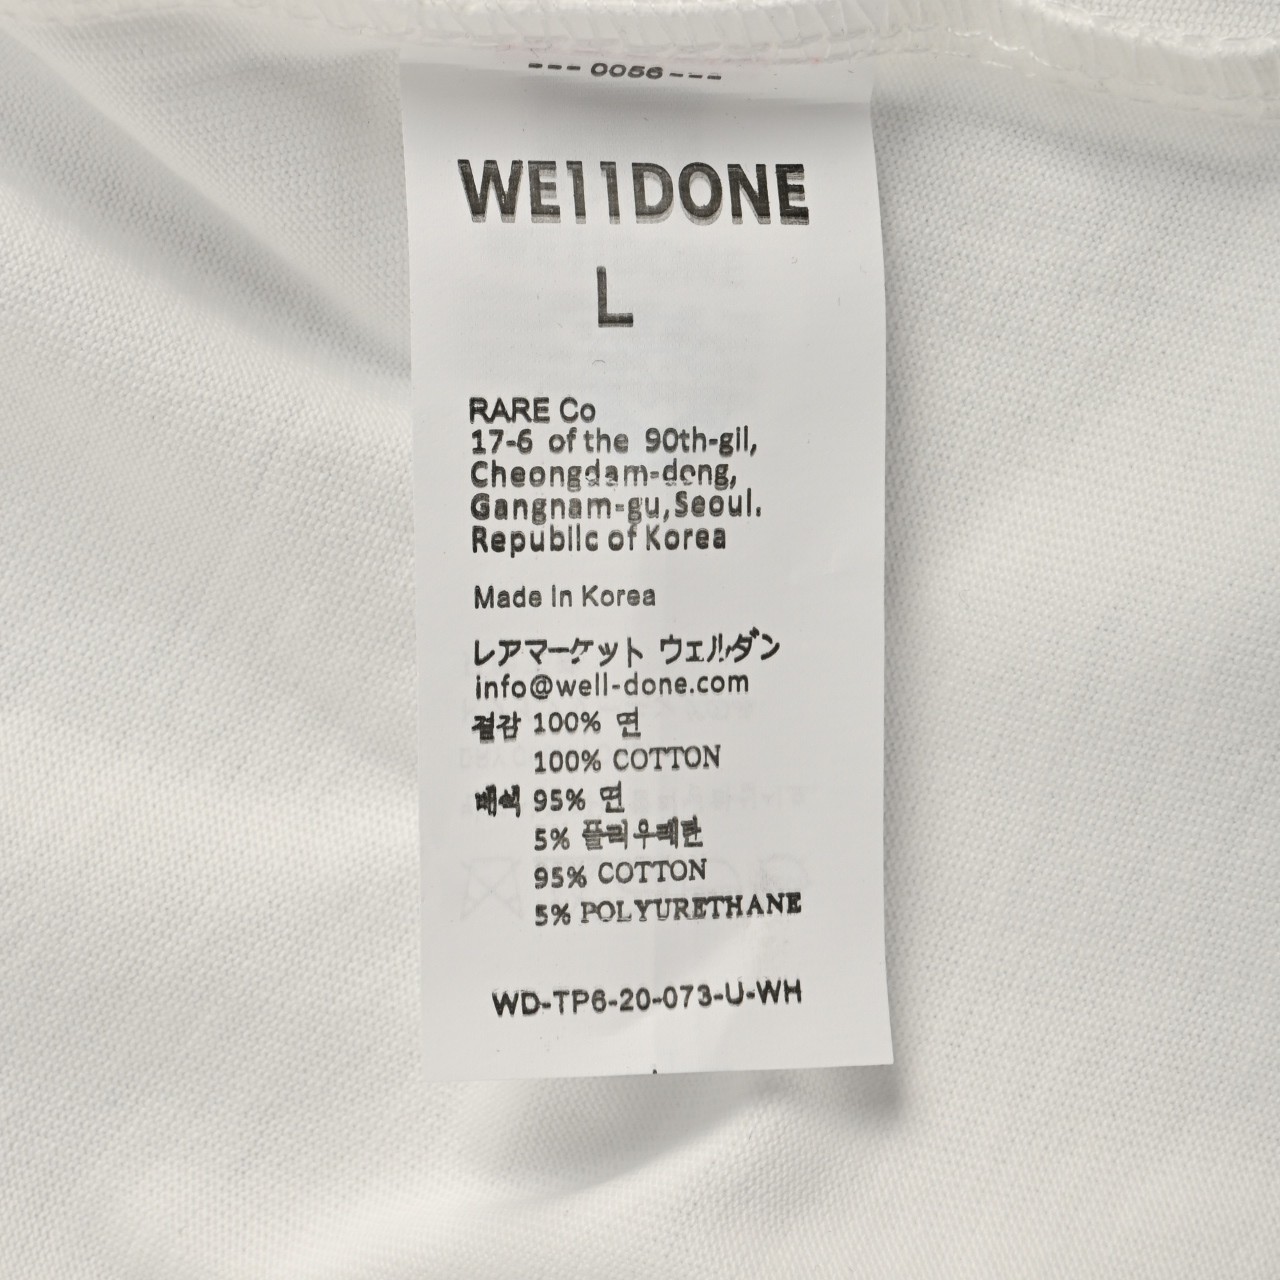 --- 0056 ---
WE11DONE
L
RARE Co
17-6 of the 90th-gil,
Cheongdam-dong,
Gangnam-gu,Seoul.
Republic of Korea
Made In Korea
レアマーケット ウェルダン
info@well-done.com
겉감 100% 면
100% COTTON
배색 95% 면
5% 폴리우레탄
95% COTTON
5% POLYURETHANE
WD-TP6-20-073-U-WH